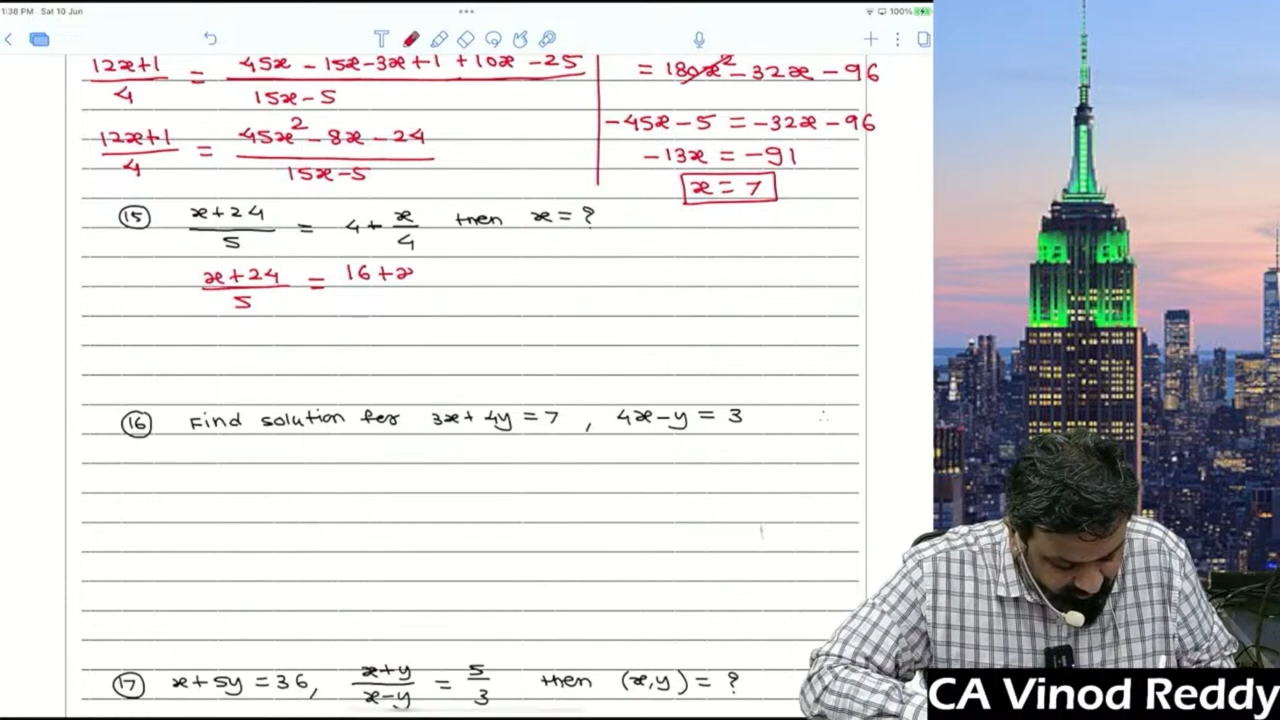 1:38 PM Sat 10 Jun
100%
12x+1/4 = 45x - 15x - 3x + 1 + 10x - 25/15x - 5
12x+1/4 = 45x² - 8x - 24/15x - 5
= 180x² - 32x - 96
-45x - 5 = -32x - 96
-13x = -91
x = 7
15 x+24/5 = 4 + x/4 then x = ?
x+24/5 = 16 + x
16 Find solution for 3x + 4y = 7 , 4x - y = 3
17 x + 5y = 36, x+y/x-y = 5/3 then (x,y) = ?
CA Vinod Reddy